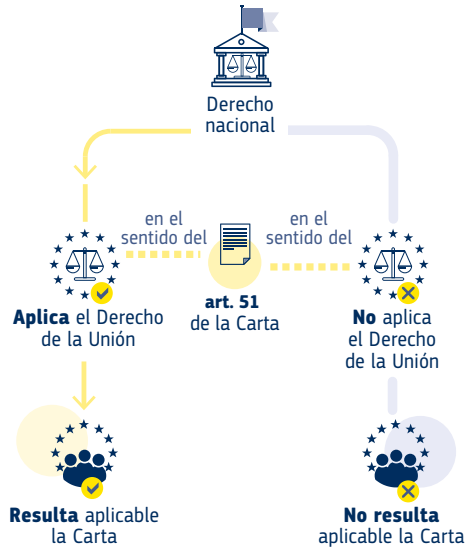 Derecho
nacional
en el
sentido del
en el
sentido del
art. 51
de la Carta
Aplica el Derecho
de la Unión
No aplica
el Derecho
de la Unión
Resulta aplicable
la Carta
No resulta
aplicable la Carta